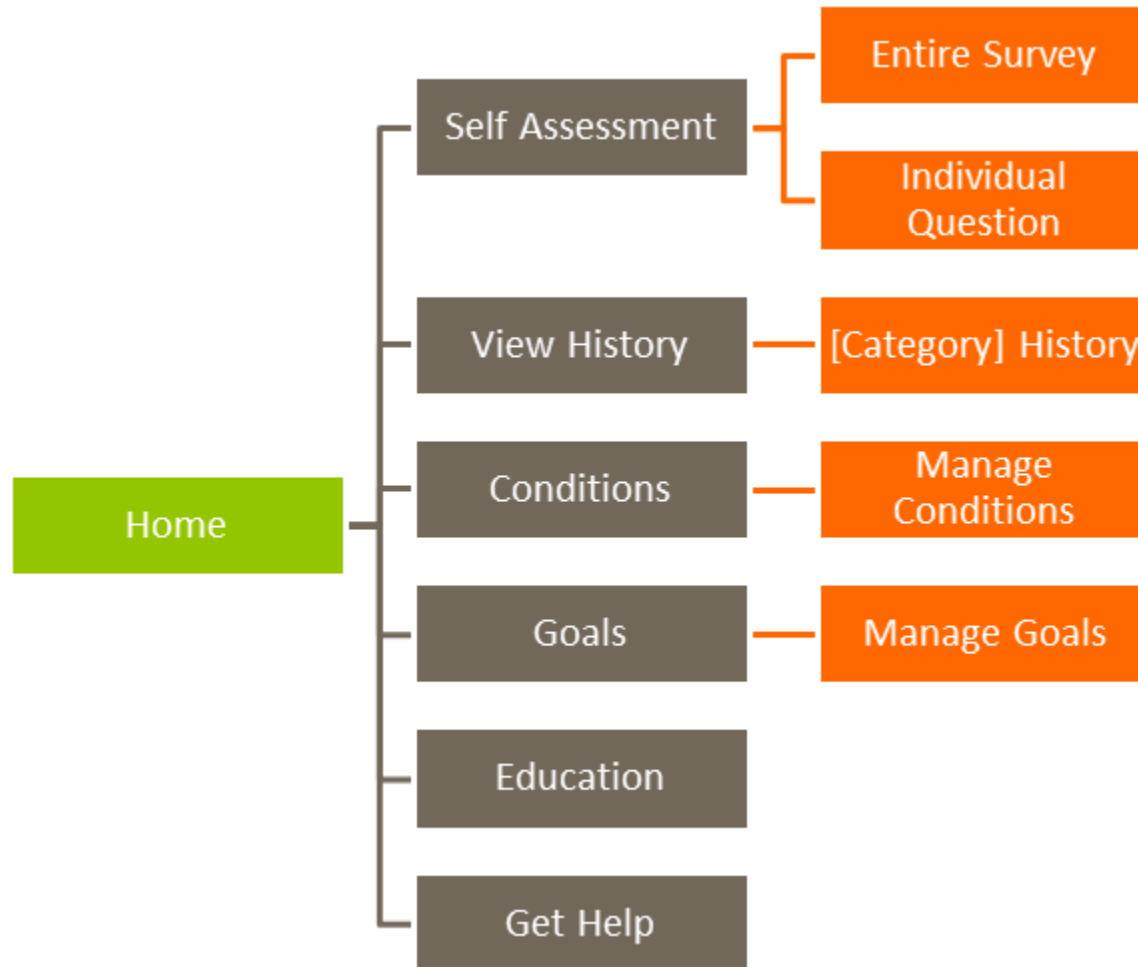 Entire Survey
Self Assessment
Individual
Question
View History
[Category] History
Conditions
Manage
Conditions
Home
Goals
Manage Goals
Education
Get Help